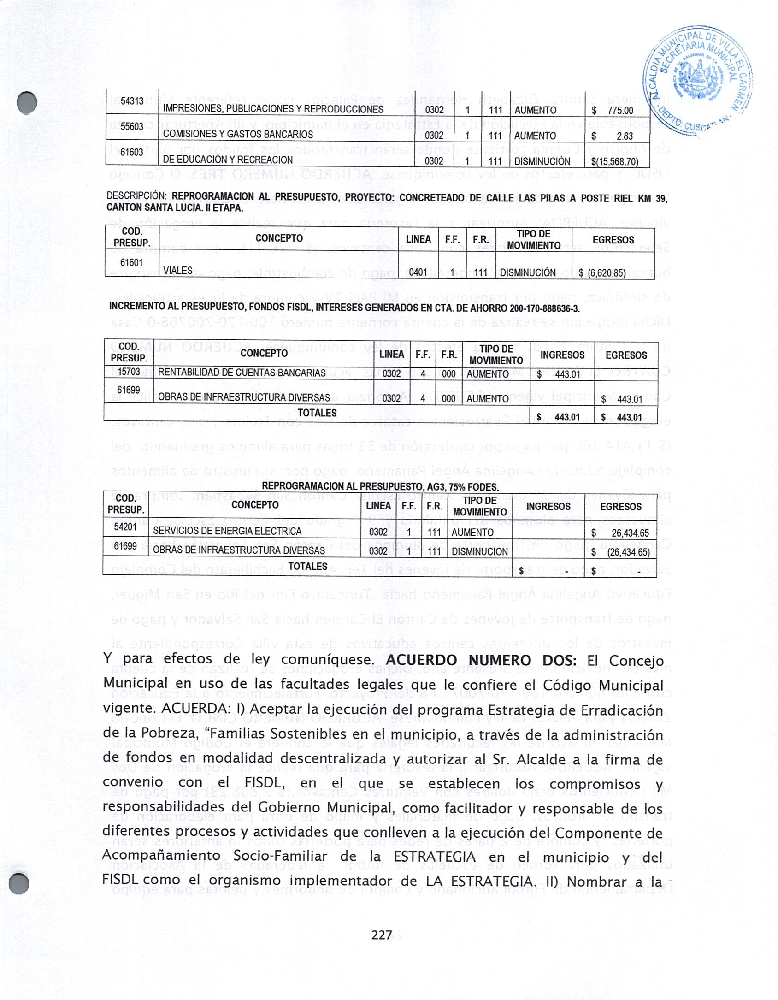 ALCALDIA MUNICIPAL DE VILLA EL CARMEN
SECRETARIA MUNICIPAL
REPUBLICA DE EL SALVADOR EN LA AMERICA CENTRAL
- DEPTO. CUSCATLAN -
54313 IMPRESIONES, PUBLICACIONES Y REPRODUCCIONES 0302 1 111 AUMENTO $ 775.00
55603 COMISIONES Y GASTOS BANCARIOS 0302 1 111 AUMENTO $ 2.83
61603 DE EDUCACIÓN Y RECREACION 0302 1 111 DISMINUCIÓN $(15,568.70)
DESCRIPCIÓN: REPROGRAMACION AL PRESUPUESTO, PROYECTO: CONCRETEADO DE CALLE LAS PILAS A POSTE RIEL KM 39,
CANTON SANTA LUCIA. II ETAPA.
COD. PRESUP. CONCEPTO LINEA F.F. F.R. TIPO DE MOVIMIENTO EGRESOS
61601 VIALES 0401 1 111 DISMINUCIÓN $ (6,620.85)
INCREMENTO AL PRESUPUESTO, FONDOS FISDL, INTERESES GENERADOS EN CTA. DE AHORRO 200-170-888636-3.
COD. PRESUP. CONCEPTO LINEA F.F. F.R. TIPO DE MOVIMIENTO INGRESOS EGRESOS
15703 RENTABILIDAD DE CUENTAS BANCARIAS 0302 4 000 AUMENTO $ 443.01
61699 OBRAS DE INFRAESTRUCTURA DIVERSAS 0302 4 000 AUMENTO $ 443.01
TOTALES $ 443.01 $ 443.01
REPROGRAMACION AL PRESUPUESTO, AG3, 75% FODES.
COD. PRESUP. CONCEPTO LINEA F.F. F.R. TIPO DE MOVIMIENTO INGRESOS EGRESOS
54201 SERVICIOS DE ENERGIA ELECTRICA 0302 1 111 AUMENTO $ 26,434.65
61699 OBRAS DE INFRAESTRUCTURA DIVERSAS 0302 1 111 DISMINUCION $ (26,434.65)
TOTALES $ - $ -
Y para efectos de ley comuníquese. ACUERDO NUMERO DOS: El Concejo
Municipal en uso de las facultades legales que le confiere el Código Municipal
vigente. ACUERDA: I) Aceptar la ejecución del programa Estrategia de Erradicación
de la Pobreza, “Familias Sostenibles en el municipio, a través de la administración
de fondos en modalidad descentralizada y autorizar al Sr. Alcalde a la firma de
convenio con el FISDL, en el que se establecen los compromisos y
responsabilidades del Gobierno Municipal, como facilitador y responsable de los
diferentes procesos y actividades que conlleven a la ejecución del Componente de
Acompañamiento Socio-Familiar de la ESTRATEGIA en el municipio y del
FISDL como el organismo implementador de LA ESTRATEGIA. II) Nombrar a la
227